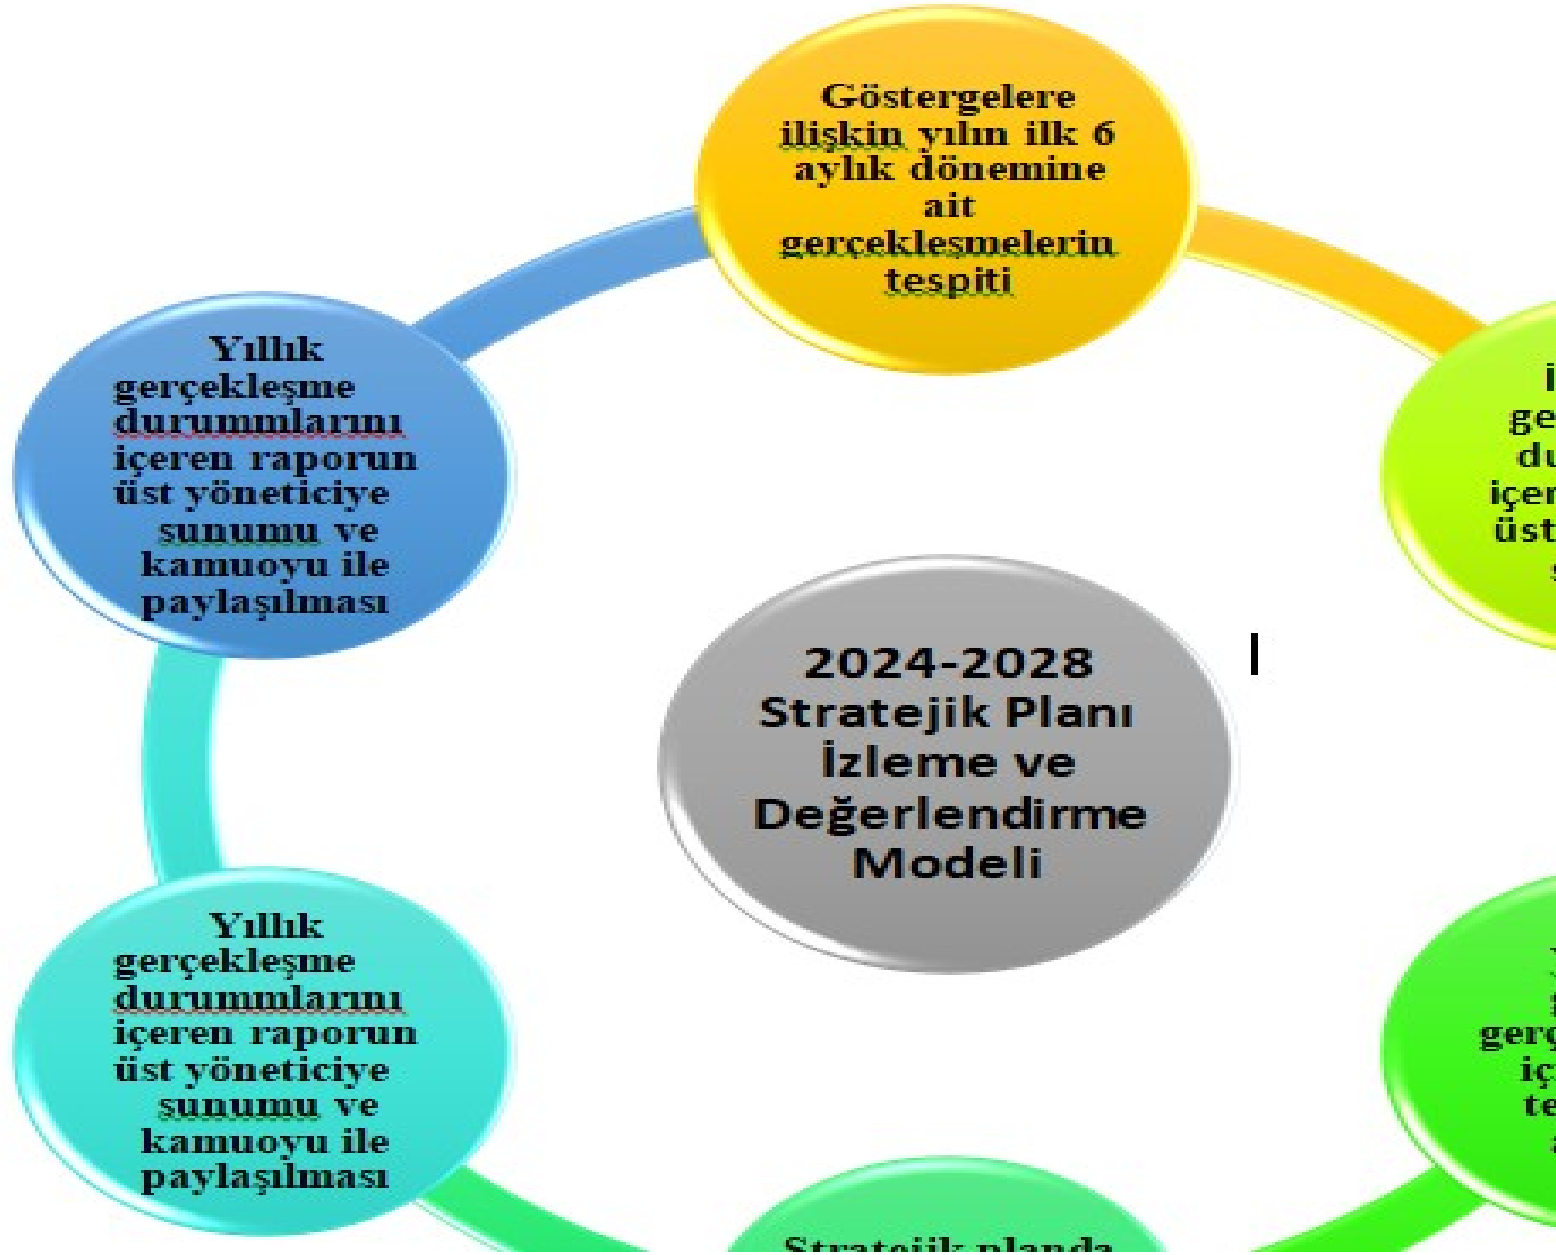 Göstergelere
ilişkin yılın ilk 6
aylık dönemine
ait
gerçekleşmelerin
tespiti
Yıllık
gerçekleşme
durummlarını
içeren raporun
üst yöneticiye
sunumu ve
kamuoyu ile
paylaşılması
2024-2028
Stratejik Planı
İzleme ve
Değerlendirme
Modeli
Yıllık
gerçekleşme
durummlarını
içeren raporun
üst yöneticiye
sunumu ve
kamuoyu ile
paylaşılması
Stratejik planda